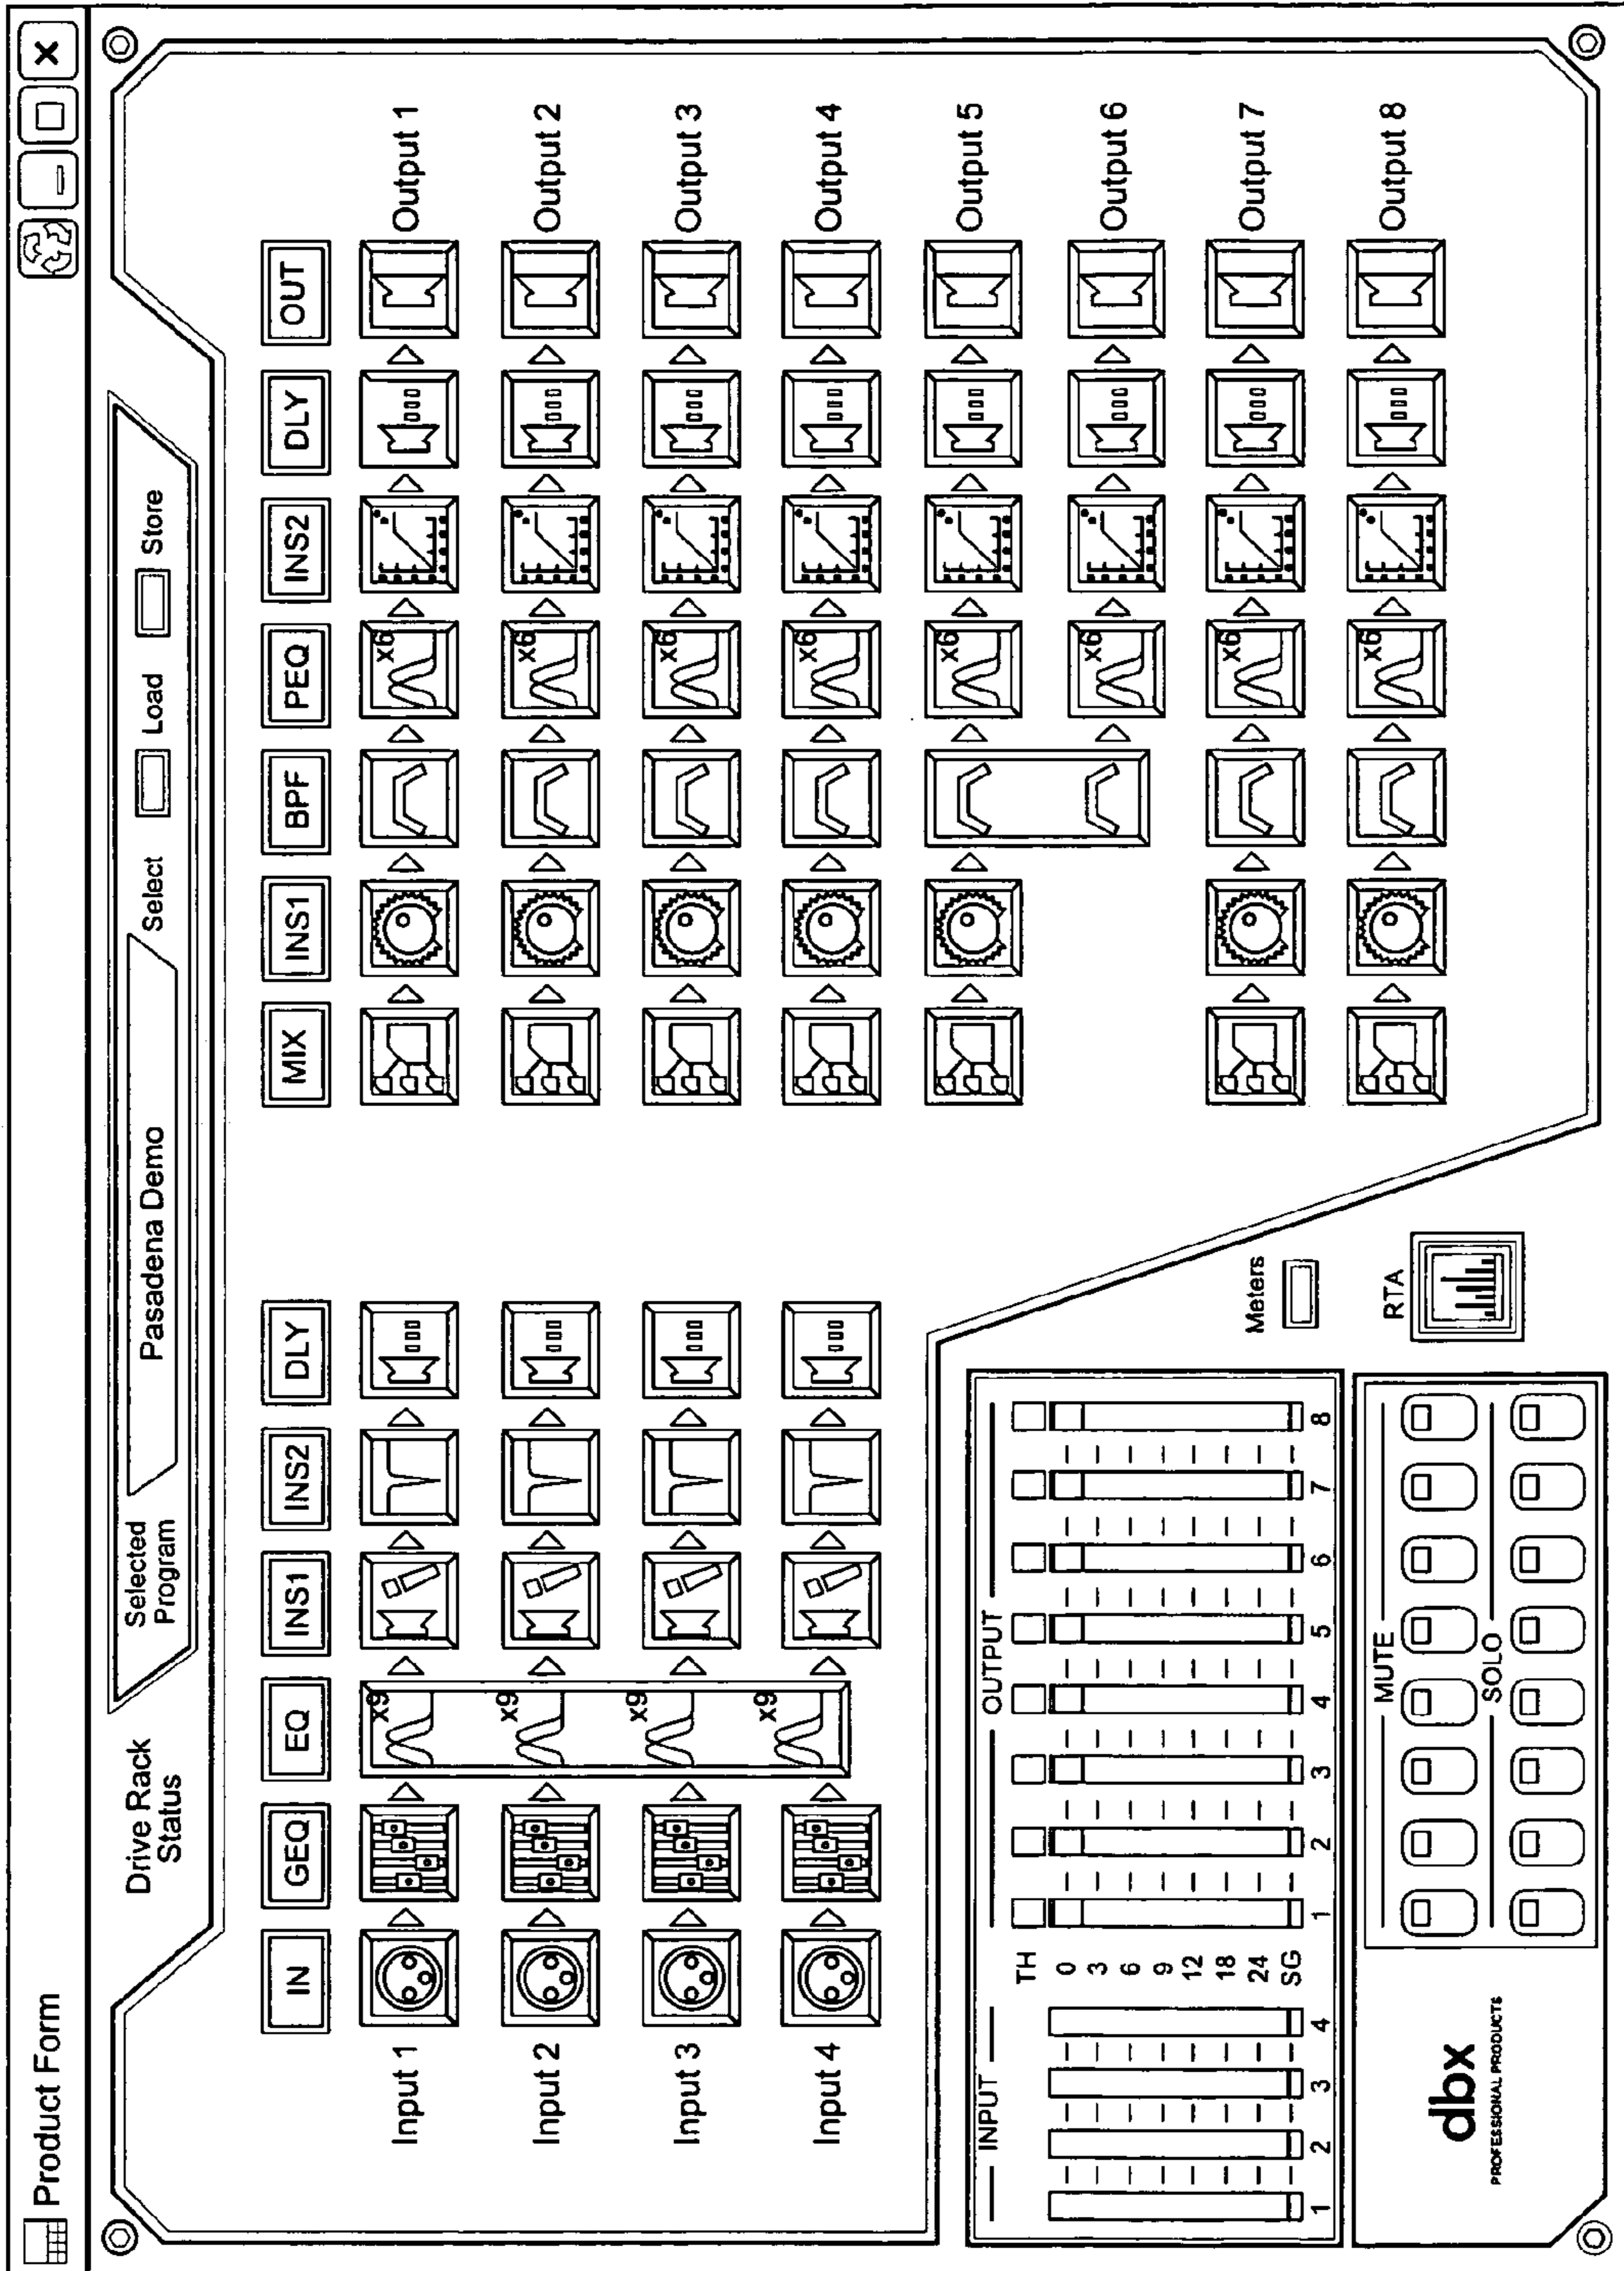 Product Form
Drive Rack
Status
Selected
Program
Pasadena Demo
Select
Load
Store
IN GEQ EQ INS1 INS2 DLY MIX INS1 BPF PEQ INS2 DLY OUT
Input 1 x9 x6 Output 1
Input 2 x9 x6 Output 2
Input 3 x9 x6 Output 3
Input 4 x9 x6 Output 4
x6 Output 5
x6 Output 6
x6 Output 7
x6 Output 8
INPUT OUTPUT
TH
0
3
6
9
12
18
24
SG
1 2 3 4 1 2 3 4 5 6 7 8
Meters
RTA
MUTE
SOLO
dbx
PROFESSIONAL PRODUCTS